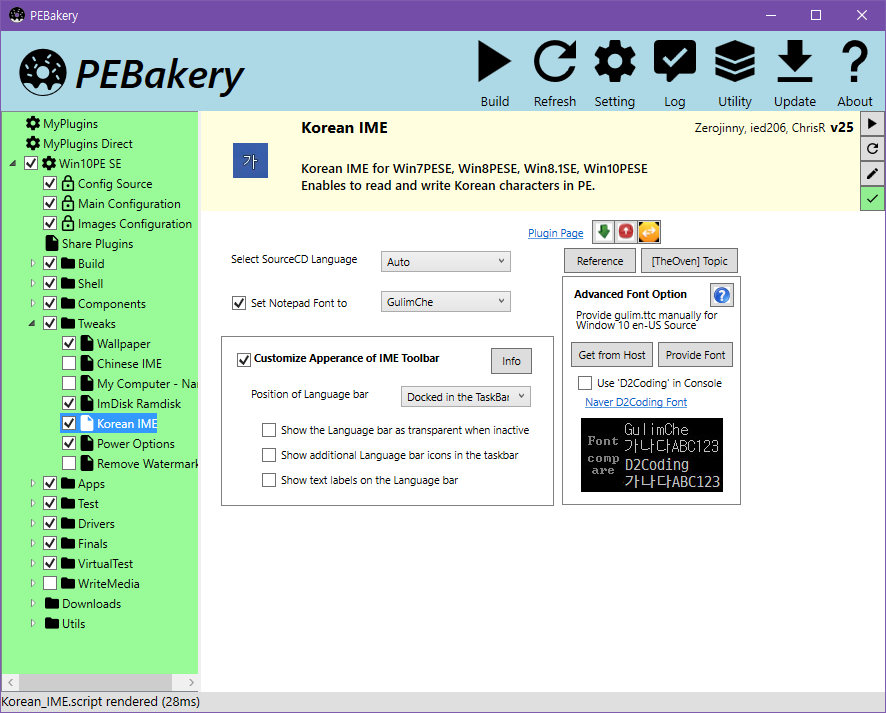 PEBakery
PEBakery
Build
Refresh
Setting
Log
Utility
Update
About
MyPlugins
MyPlugins Direct
Win10PE SE
Config Source
Main Configuration
Images Configuration
Share Plugins
Build
Shell
Components
Tweaks
Wallpaper
Chinese IME
My Computer - Na
ImDisk Ramdisk
Korean IME
Power Options
Remove Watermark
Apps
Test
Drivers
Finals
VirtualTest
WriteMedia
Downloads
Utils
가
Korean IME
Zerojinny, ied206, ChrisR v25
Korean IME for Win7PESE, Win8PESE, Win8.1SE, Win10PESE
Enables to read and write Korean characters in PE.
Plugin Page
Select SourceCD Language
Auto
Set Notepad Font to
GulimChe
Customize Apperance of IME Toolbar
Info
Position of Language bar
Docked in the TaskBar
Show the Language bar as transparent when inactive
Show additional Language bar icons in the taskbar
Show text labels on the Language bar
Reference
[TheOven] Topic
Advanced Font Option
Provide gulim.ttc manually for
Window 10 en-US Source
Get from Host
Provide Font
Use 'D2Coding' in Console
Naver D2Coding Font
Font
comp
are
GulimChe
가나다ABC123
D2Coding
가나다ABC123
Korean_IME.script rendered (28ms)